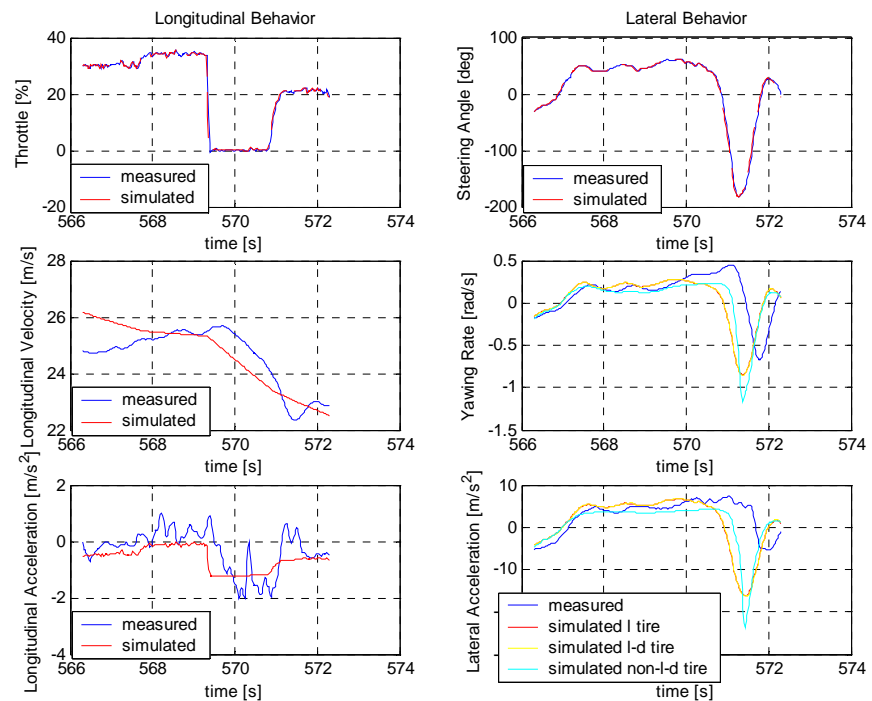 Longitudinal Behavior
40
20
0
-20
Throttle [%]
measured
simulated
566
568
570
572
574
time [s]
Lateral Behavior
100
0
-100
-200
Steering Angle [deg]
measured
simulated
566
568
570
572
574
time [s]
28
26
24
22
Longitudinal Velocity [m/s]
measured
simulated
566
568
570
572
574
time [s]
0.5
0
-0.5
-1
-1.5
Yawing Rate [rad/s]
566
568
570
572
574
time [s]
2
0
-2
-4
Longitudinal Acceleration [m/s²]
measured
simulated
566
568
570
572
574
time [s]
10
0
-10
Lateral Acceleration [m/s²]
measured
simulated l tire
simulated l-d tire
simulated non-l-d tire
572
574
time [s]